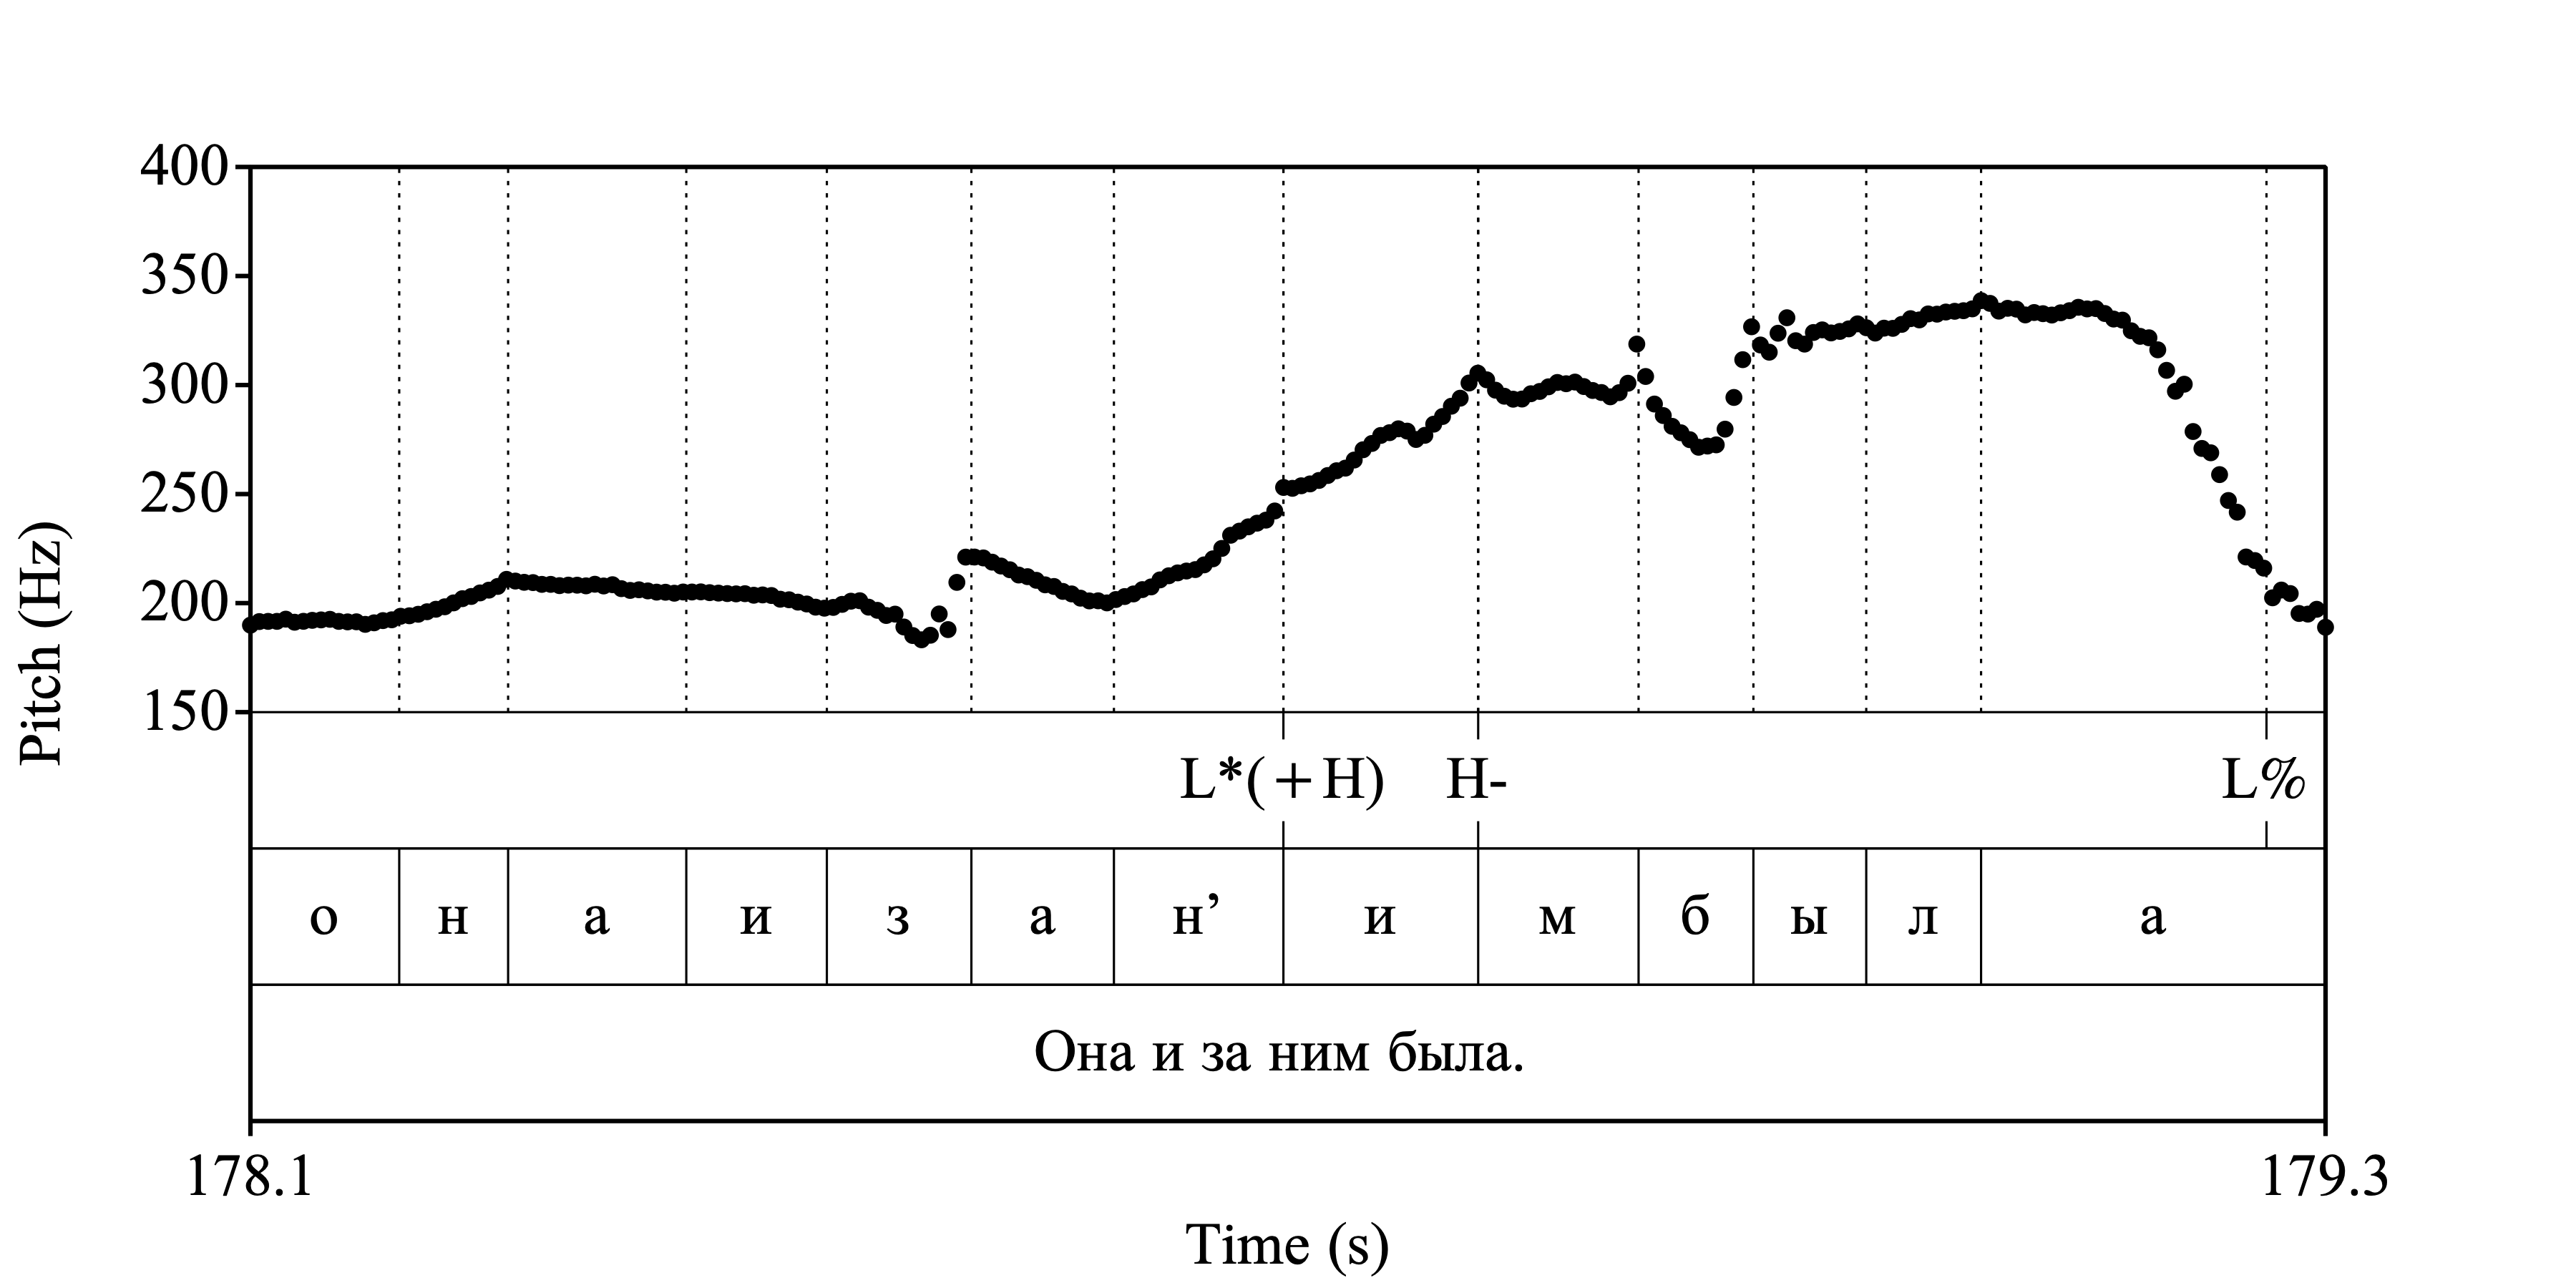 400
350
300
250
200
150
Pitch (Hz)
L*(+H) H- L%
о н а и з а н’ и м б ы л а
Она и за ним была.
178.1 179.3
Time (s)